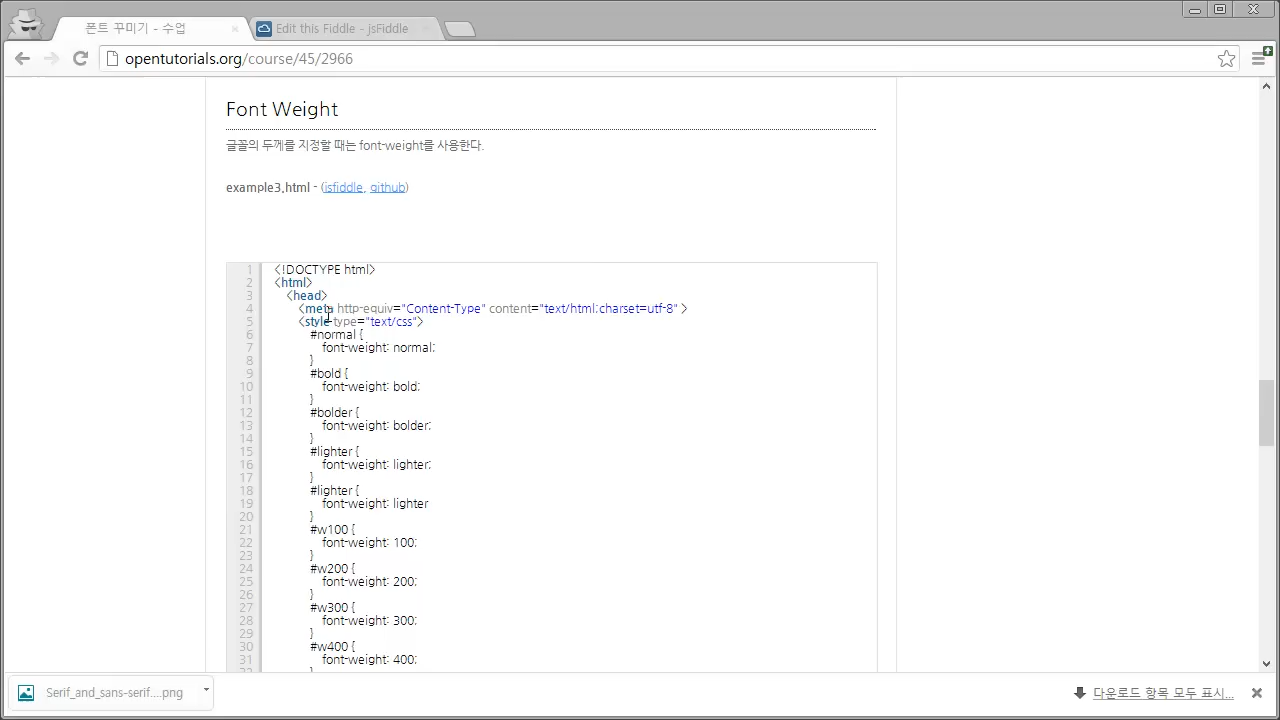 폰트 꾸미기 - 수업
Edit this Fiddle - jsFiddle
opentutorials.org/course/45/2966
Font Weight
글꼴의 두께를 지정할 때는 font-weight를 사용한다.
example3.html - (jsfiddle, github)
1 <!DOCTYPE html>
2 <html>
3 <head>
4 <meta http-equiv="Content-Type" content="text/html;charset=utf-8" >
5 <style type="text/css">
6 #normal {
7 font-weight: normal;
8 }
9 #bold {
10 font-weight: bold;
11 }
12 #bolder {
13 font-weight: bolder;
14 }
15 #lighter {
16 font-weight: lighter;
17 }
18 #lighter {
19 font-weight: lighter
20 }
21 #w100 {
22 font-weight: 100;
23 }
24 #w200 {
25 font-weight: 200;
26 }
27 #w300 {
28 font-weight: 300;
29 }
30 #w400 {
31 font-weight: 400;
32 }
Serif_and_sans-serif....png
다운로드 항목 모두 표시...